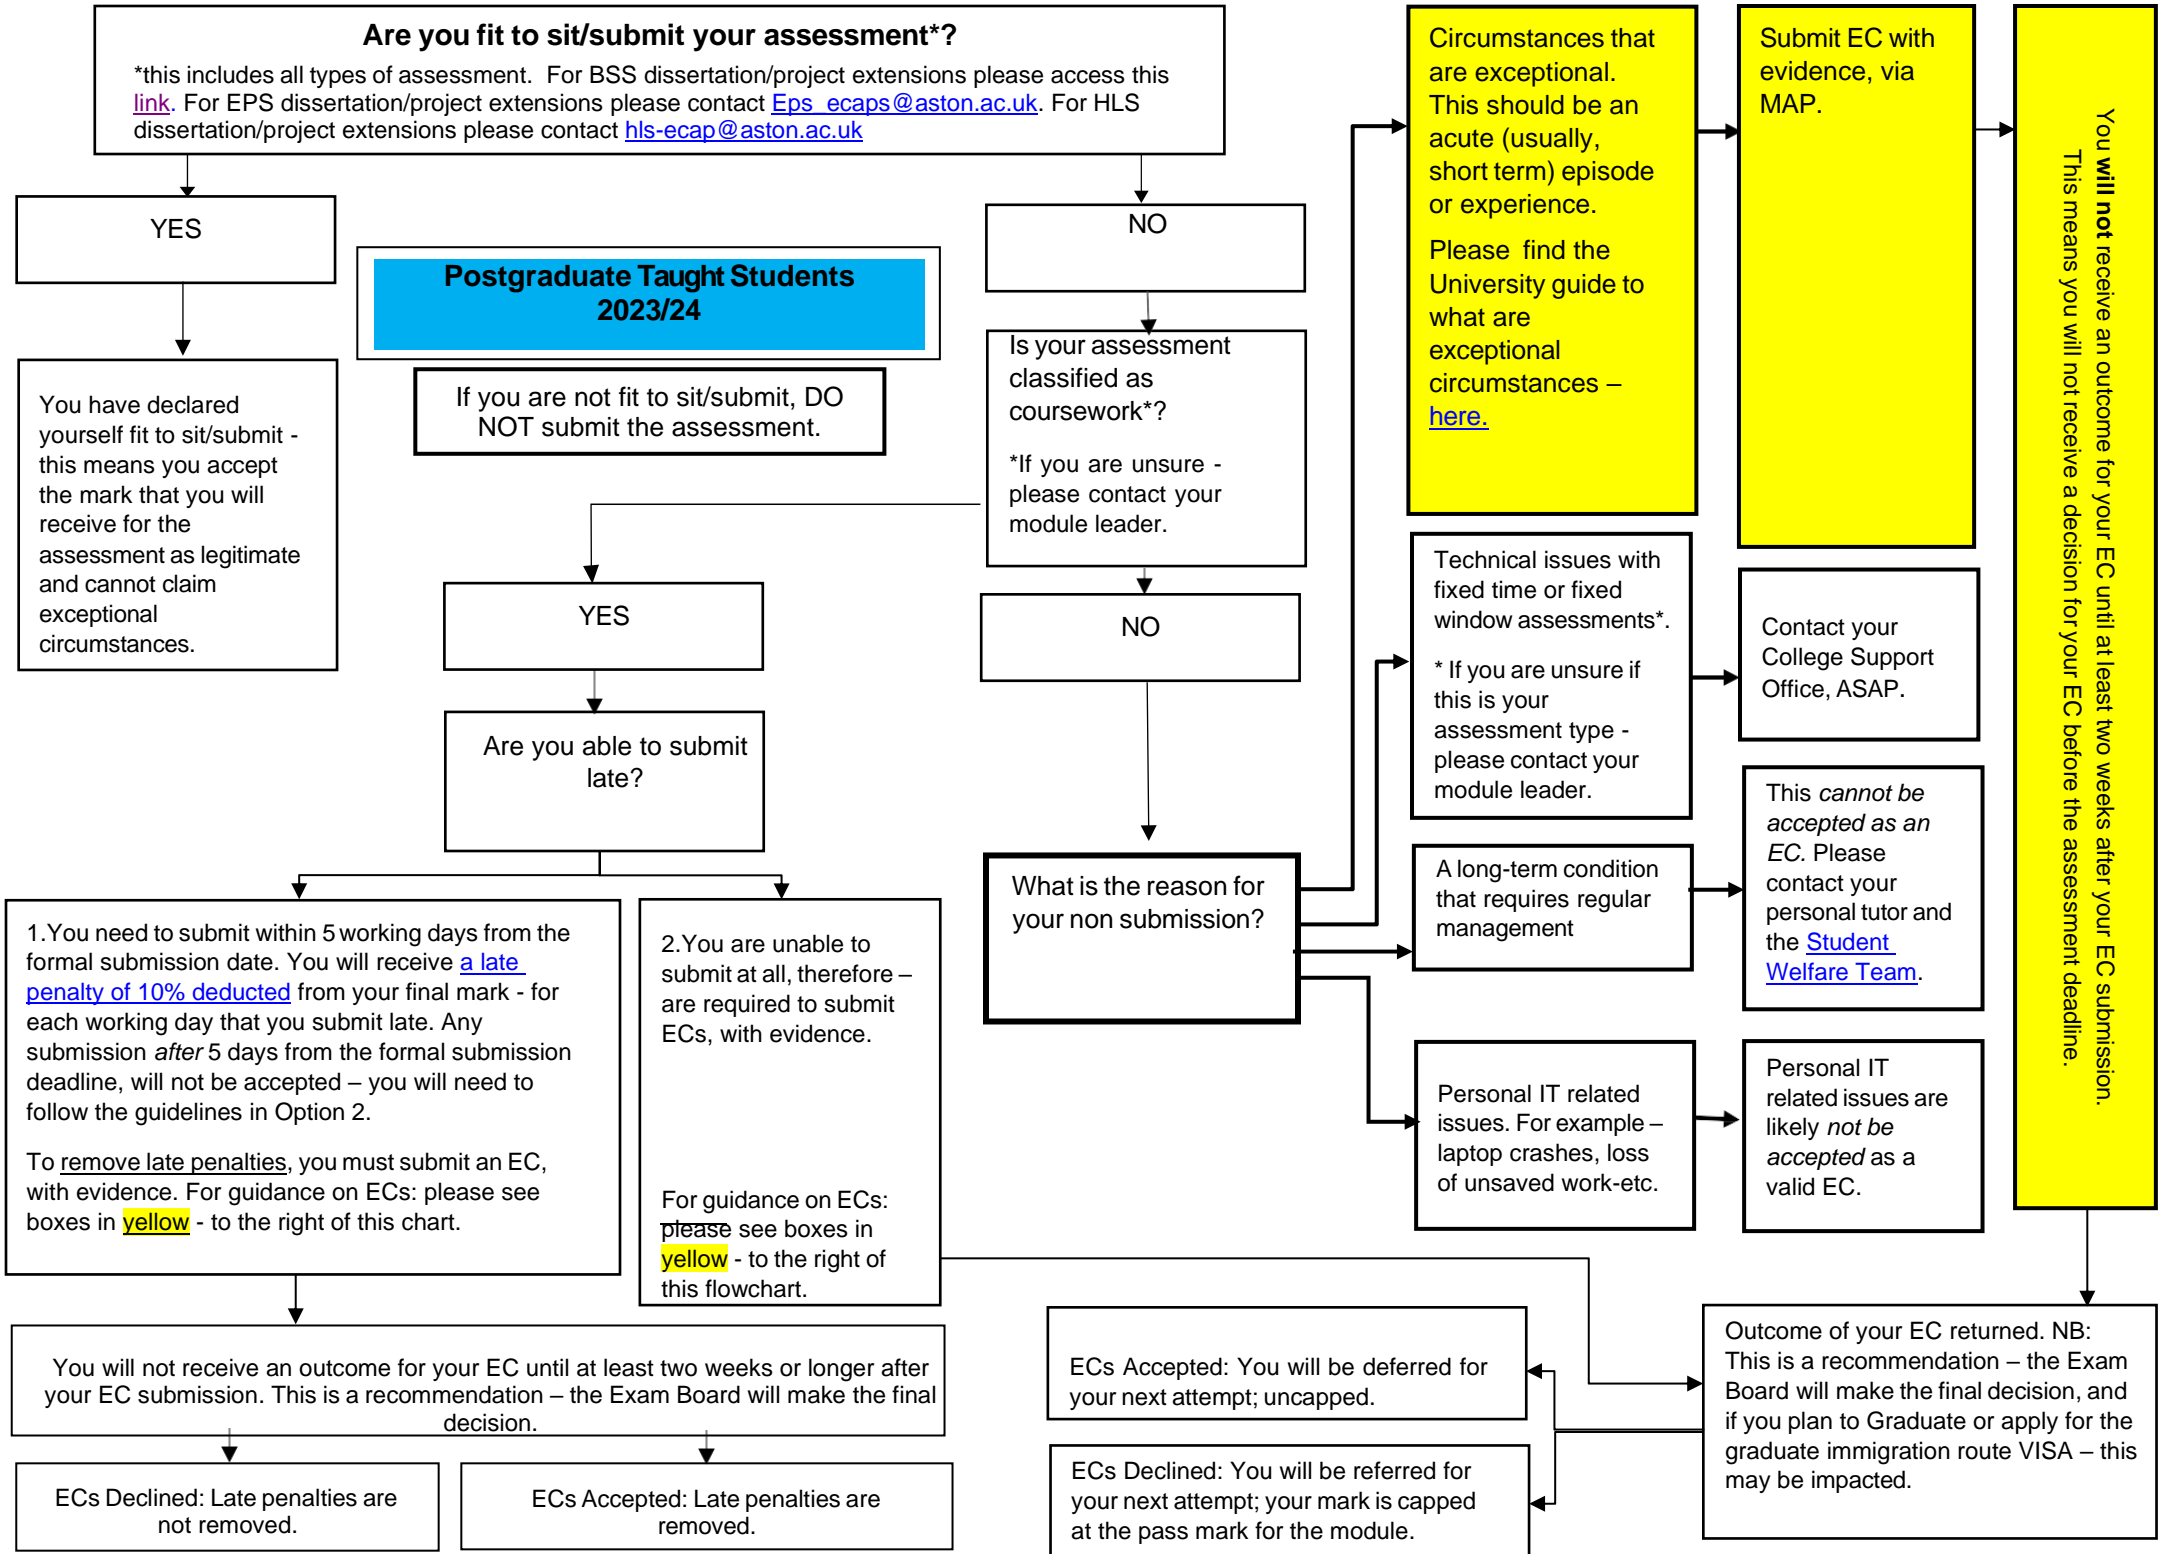 Are you fit to sit/submit your assessment*?
*this includes all types of assessment. For BSS dissertation/project extensions please access this
link. For EPS dissertation/project extensions please contact Eps_ecaps@aston.ac.uk. For HLS
dissertation/project extensions please contact hls-ecap@aston.ac.uk
YES
NO
Postgraduate Taught Students
2023/24
If you are not fit to sit/submit, DO
NOT submit the assessment.
You have declared
yourself fit to sit/submit -
this means you accept
the mark that you will
receive for the
assessment as legitimate
and cannot claim
exceptional
circumstances.
Is your assessment
classified as
coursework*?
*If you are unsure -
please contact your
module leader.
YES
NO
Are you able to submit
late?
1.You need to submit within 5 working days from the
formal submission date. You will receive a late
penalty of 10% deducted from your final mark - for
each working day that you submit late. Any
submission after 5 days from the formal submission
deadline, will not be accepted – you will need to
follow the guidelines in Option 2.
To remove late penalties, you must submit an EC,
with evidence. For guidance on ECs: please see
boxes in yellow - to the right of this chart.
2.You are unable to
submit at all, therefore –
are required to submit
ECs, with evidence.
For guidance on ECs:
please see boxes in
yellow - to the right of
this flowchart.
You will not receive an outcome for your EC until at least two weeks or longer after
your EC submission. This is a recommendation – the Exam Board will make the final
decision.
ECs Declined: Late penalties are
not removed.
ECs Accepted: Late penalties are
removed.
What is the reason for
your non submission?
Circumstances that
are exceptional.
This should be an
acute (usually,
short term) episode
or experience.
Please find the
University guide to
what are
exceptional
circumstances –
here.
Submit EC with
evidence, via
MAP.
Technical issues with
fixed time or fixed
window assessments*.
* If you are unsure if
this is your
assessment type -
please contact your
module leader.
Contact your
College Support
Office, ASAP.
A long-term condition
that requires regular
management
This cannot be
accepted as an
EC. Please
contact your
personal tutor and
the Student
Welfare Team.
Personal IT related
issues. For example –
laptop crashes, loss
of unsaved work-etc.
Personal IT
related issues are
likely not be
accepted as a
valid EC.
You will not receive an outcome for your EC until at least two weeks after your EC submission.
This means you will not receive a decision for your EC before the assessment deadline.
Outcome of your EC returned. NB:
This is a recommendation – the Exam
Board will make the final decision, and
if you plan to Graduate or apply for the
graduate immigration route VISA – this
may be impacted.
ECs Accepted: You will be deferred for
your next attempt; uncapped.
ECs Declined: You will be referred for
your next attempt; your mark is capped
at the pass mark for the module.